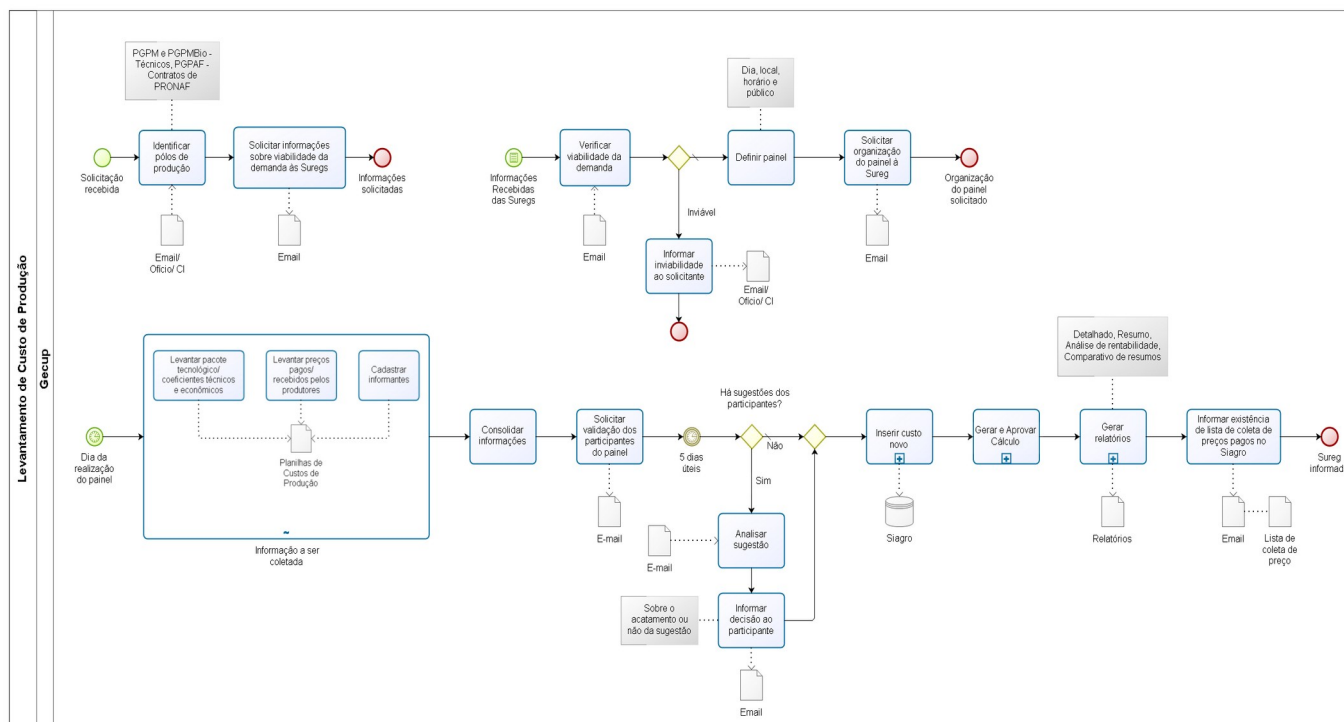 Levantamento de Custo de Produção
Gecup
PGPM e PGPMBio -
Técnicos, PGPAF -
Contratos de
PRONAF
Solicitação
recebida
Identificar
pólos de
produção
Solicitar informações
sobre viabilidade da
demanda às Suregs
Informações
solicitadas
Email/
Ofício/ CI
Email
Informações
Recebidas
das Suregs
Verificar
viabilidade da
demanda
Email
Inviável
Informar
inviabilidade
ao solicitante
Email/
Ofício/ CI
Dia, local,
horário e
público
Definir painel
Solicitar
organização
do painel à
Sureg
Email
Organização
do painel
solicitado
Dia da
realização
do painel
Levantar pacote
tecnológico/
coeficientes técnicos
e econômicos
Levantar preços
pagos/
recebidos pelos
produtores
Cadastrar
informantes
Planilhas de
Custos de
Produção
Informação a ser
coletada
Consolidar
informações
Solicitar
validação dos
participantes
do painel
E-mail
5 dias
úteis
Hà sugestões dos
participantes?
Não
Sim
Analisar
sugestão
E-mail
Informar
decisão ao
participante
Sobre o
acatamento ou
não da sugestão
Email
Inserir custo
novo
Siagro
Gerar e Aprovar
Cálculo
Detalhado, Resumo,
Análise de rentabilidade,
Comparativo de resumos
Gerar
relatórios
Relatórios
Informar existência
de lista de coleta de
preços pagos no
Siagro
Email
Lista de
coleta de
preço
Sureg
informad